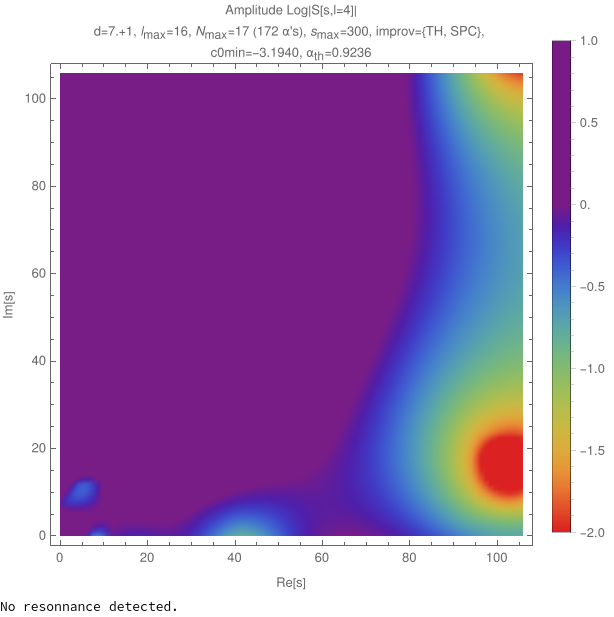 Amplitude Log|S[s,l=4]|
d=7.+1, lmax=16, Nmax=17 (172 α's), smax=300, improv={TH, SPC},
c0min=−3.1940, αth=0.9236
1.0
0.5
0.
−0.5
−1.0
−1.5
−2.0
100
80
60
40
20
0
Im[s]
0 20 40 60 80 100
Re[s]
No resonnance detected.